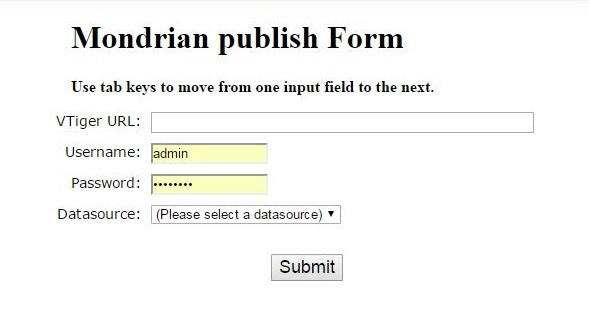 Mondrian publish Form
Use tab keys to move from one input field to the next.
VTiger URL:
Username: admin
Password: ••••••••
Datasource: (Please select a datasource) ▼
Submit